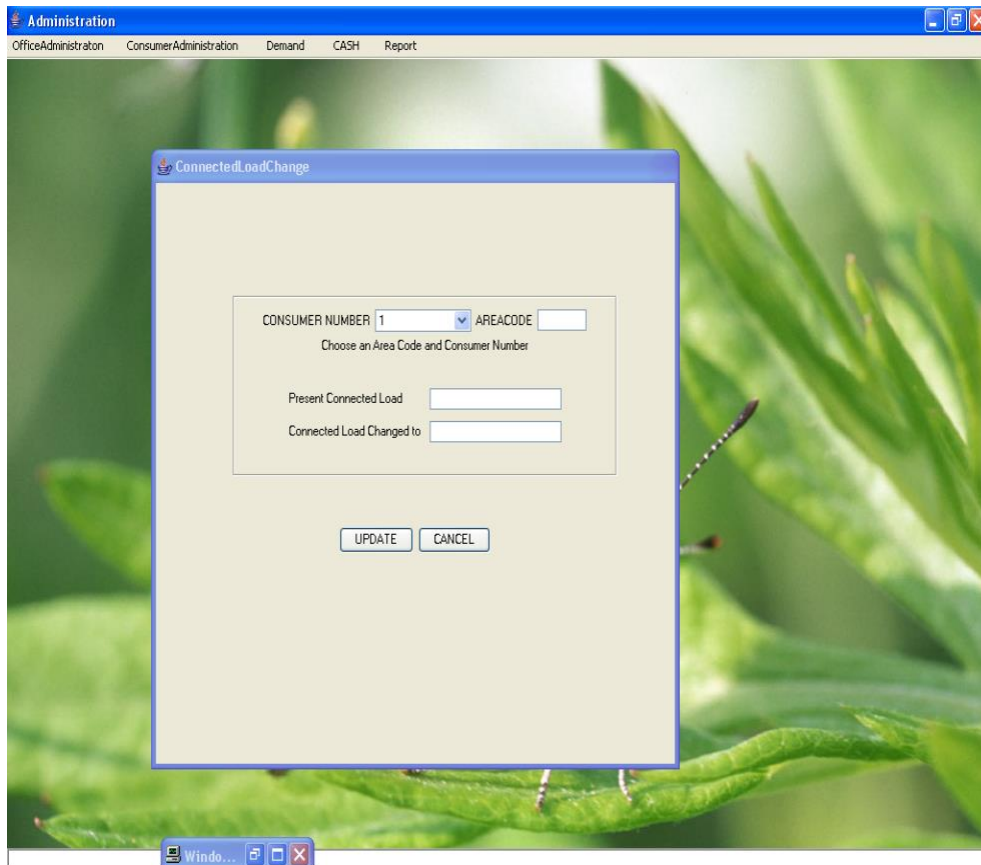 Administration
OfficeAdministraton ConsumerAdministration Demand CASH Report
ConnectedLoadChange
CONSUMER NUMBER 1 AREACODE
Choose an Area Code and Consumer Number
Present Connected Load
Connected Load Changed to
UPDATE CANCEL
Windo...